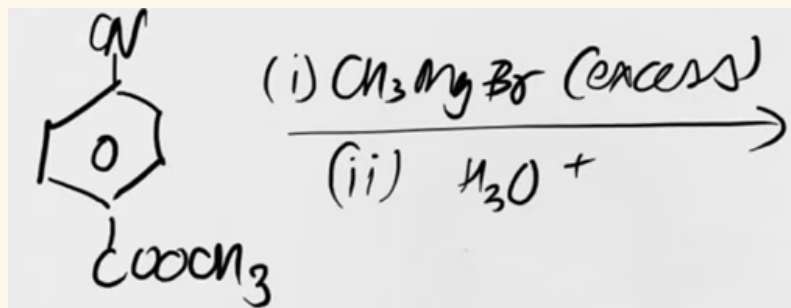 CN
(i) CH3MgBr (excess)
(ii) H3O+
COOCH3